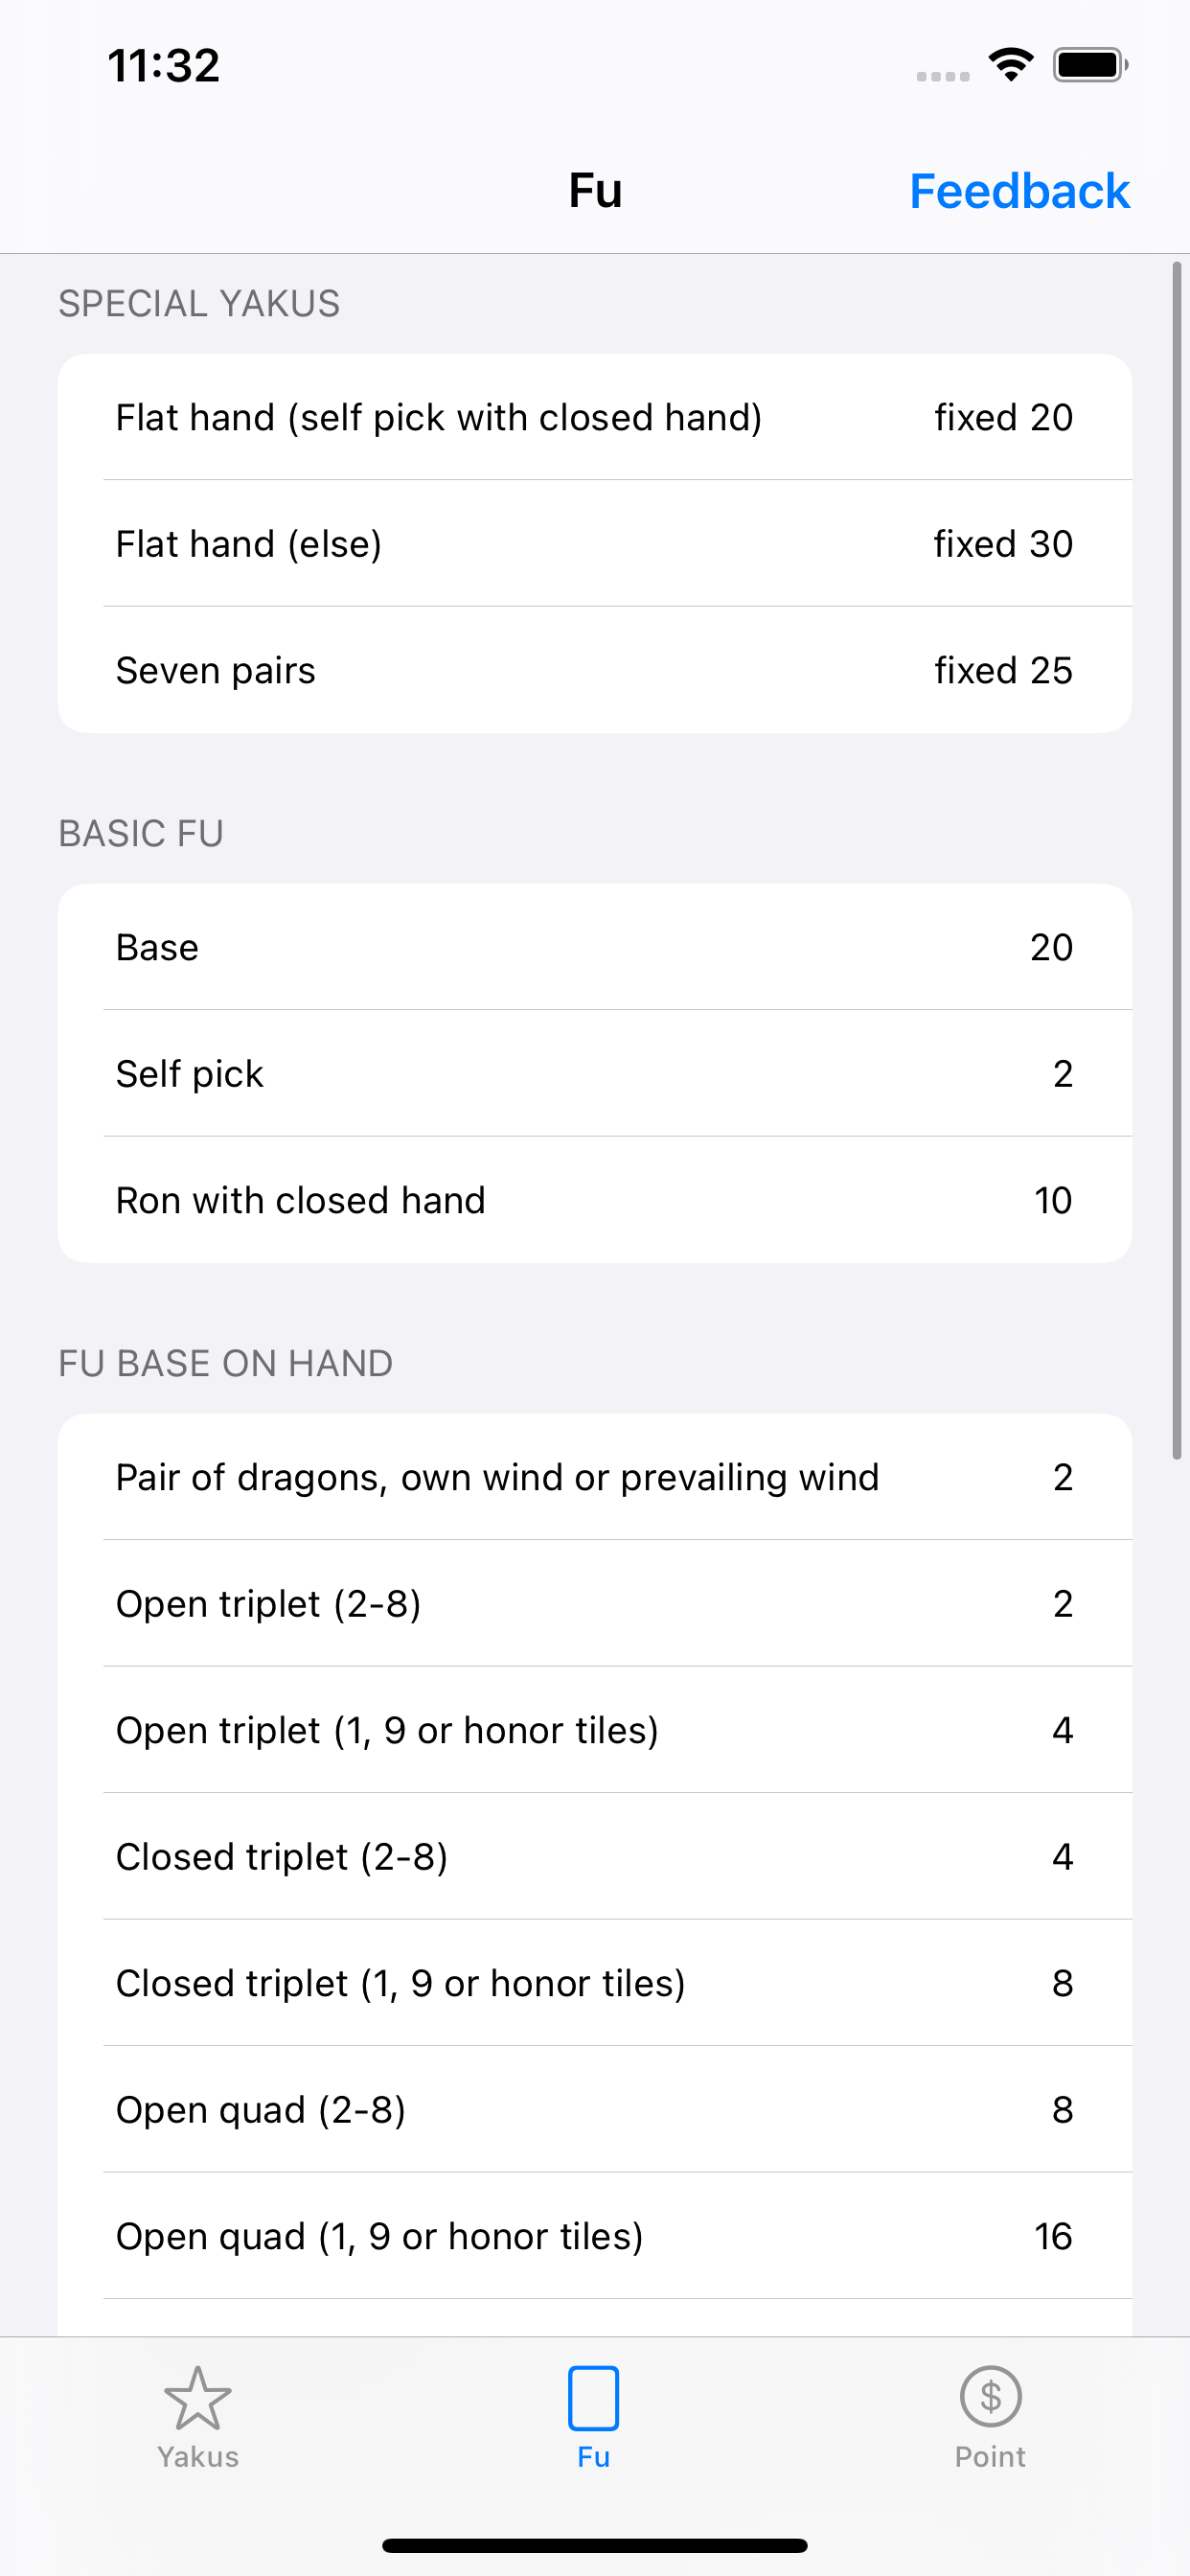 11:32
Fu
Feedback
SPECIAL YAKUS
Flat hand (self pick with closed hand) fixed 20
Flat hand (else) fixed 30
Seven pairs fixed 25
BASIC FU
Base 20
Self pick 2
Ron with closed hand 10
FU BASE ON HAND
Pair of dragons, own wind or prevailing wind 2
Open triplet (2-8) 2
Open triplet (1, 9 or honor tiles) 4
Closed triplet (2-8) 4
Closed triplet (1, 9 or honor tiles) 8
Open quad (2-8) 8
Open quad (1, 9 or honor tiles) 16
Yakus Fu Point